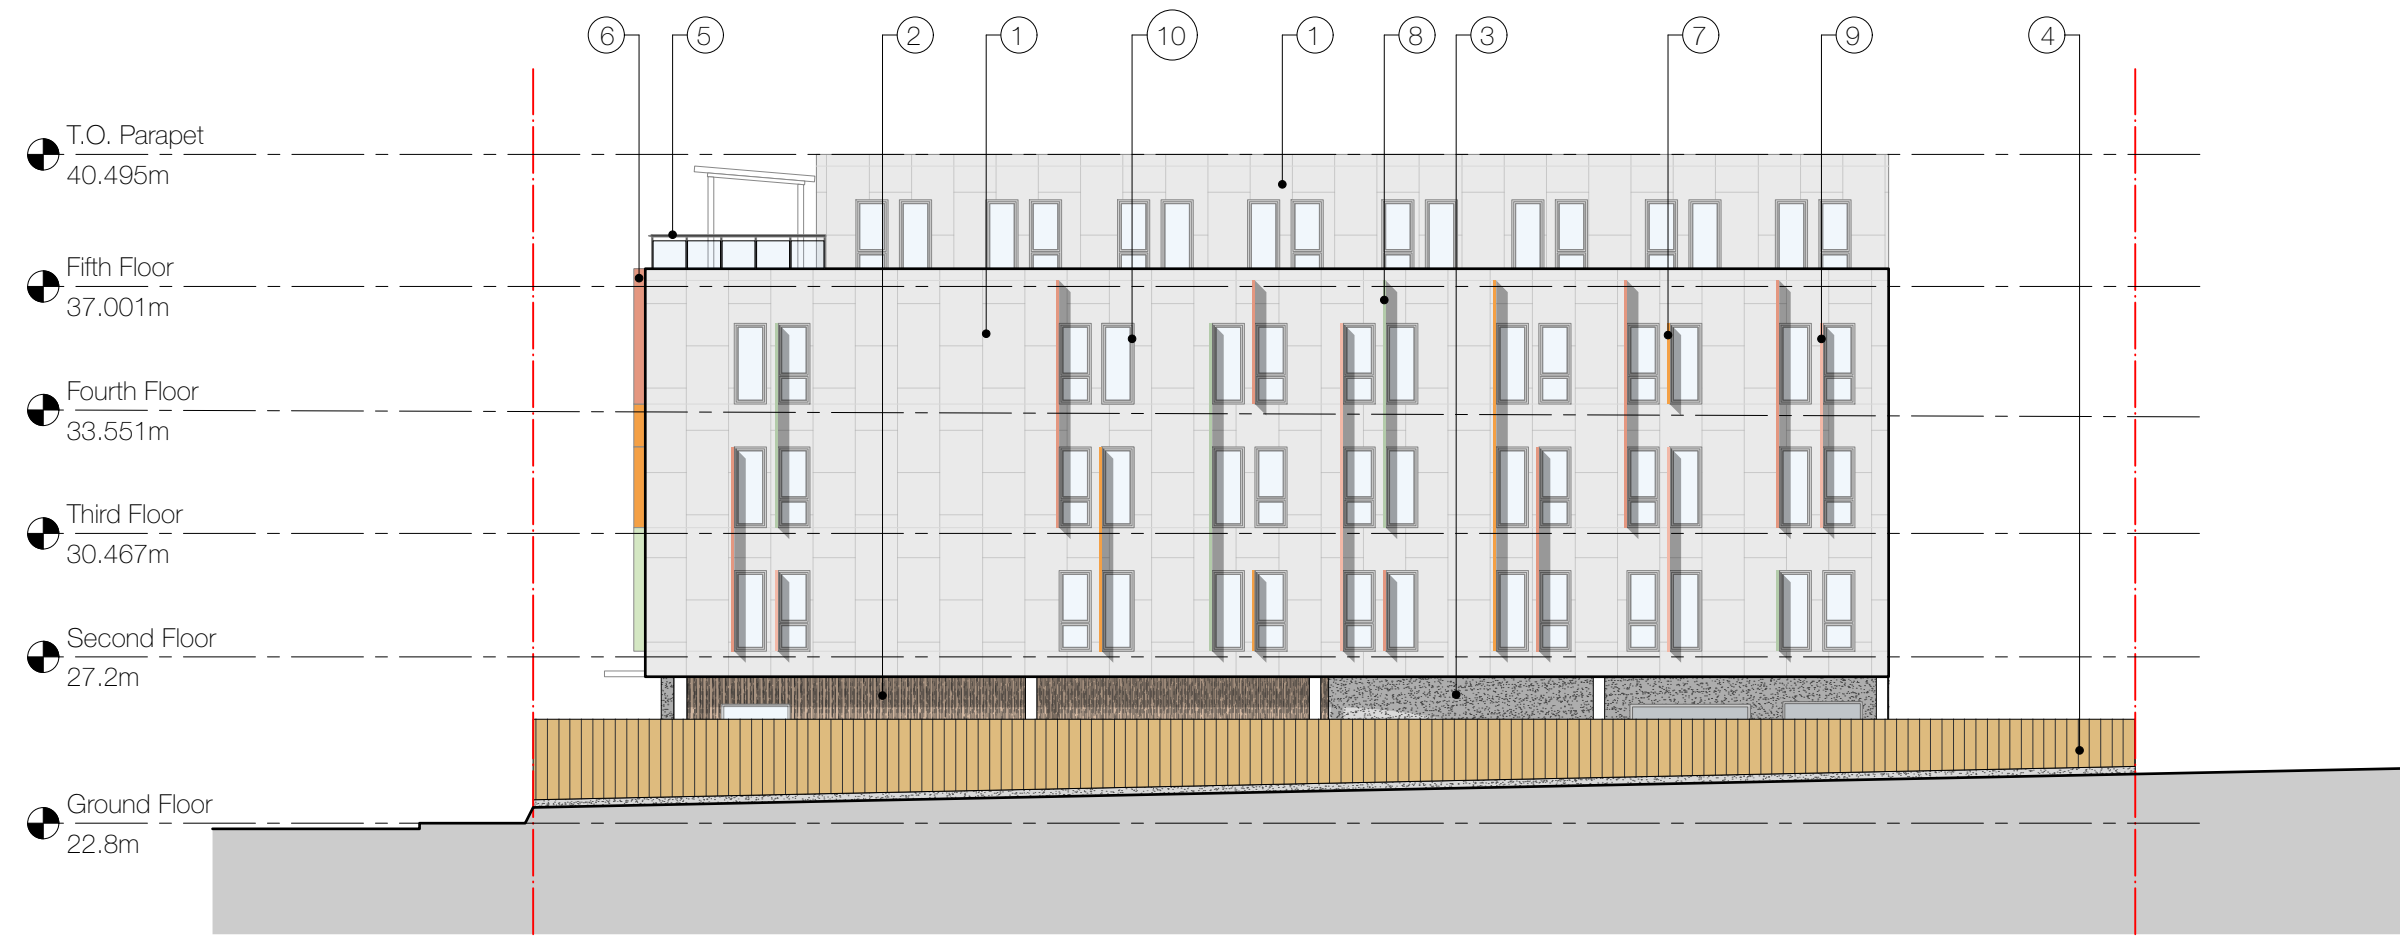 6 5 2 1 10 1 8 3 7 9 4
T.O. Parapet
40.495m
Fifth Floor
37.001m
Fourth Floor
33.551m
Third Floor
30.467m
Second Floor
27.2m
Ground Floor
22.8m